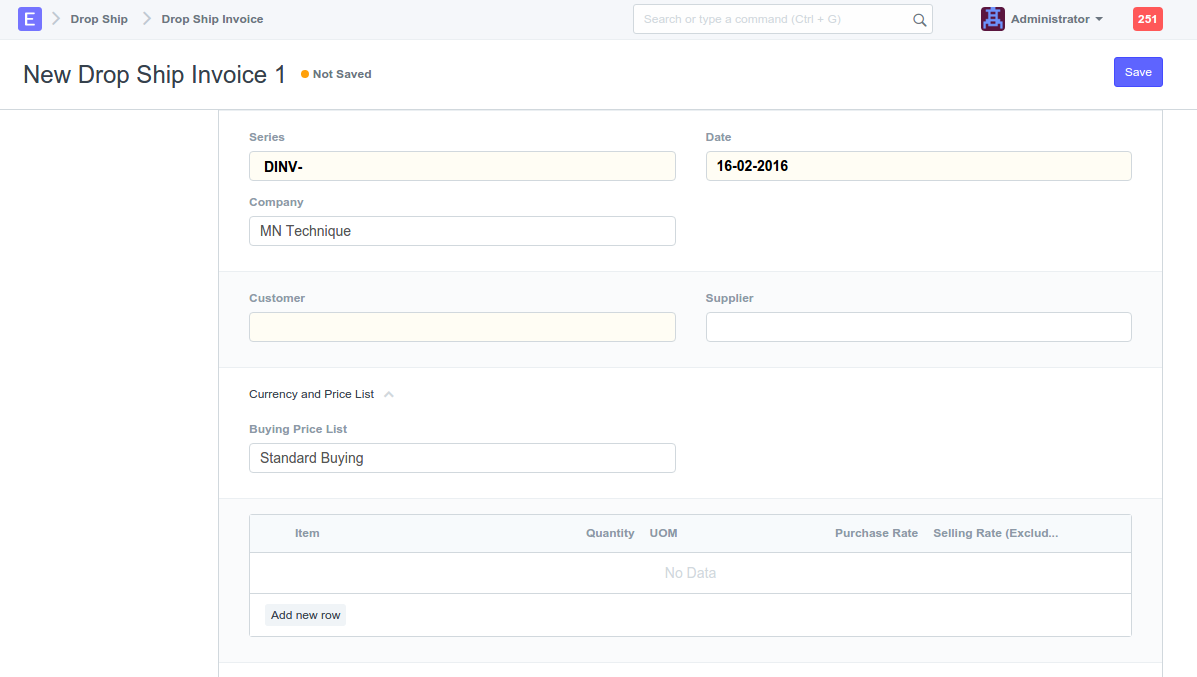 E Drop Ship Drop Ship Invoice Search or type a command (Ctrl + G) Administrator 251
New Drop Ship Invoice 1 Not Saved Save
Series Date
DINV- 16-02-2016
Company
MN Technique
Customer Supplier
Currency and Price List
Buying Price List
Standard Buying
Item Quantity UOM Purchase Rate Selling Rate (Exclud...
No Data
Add new row